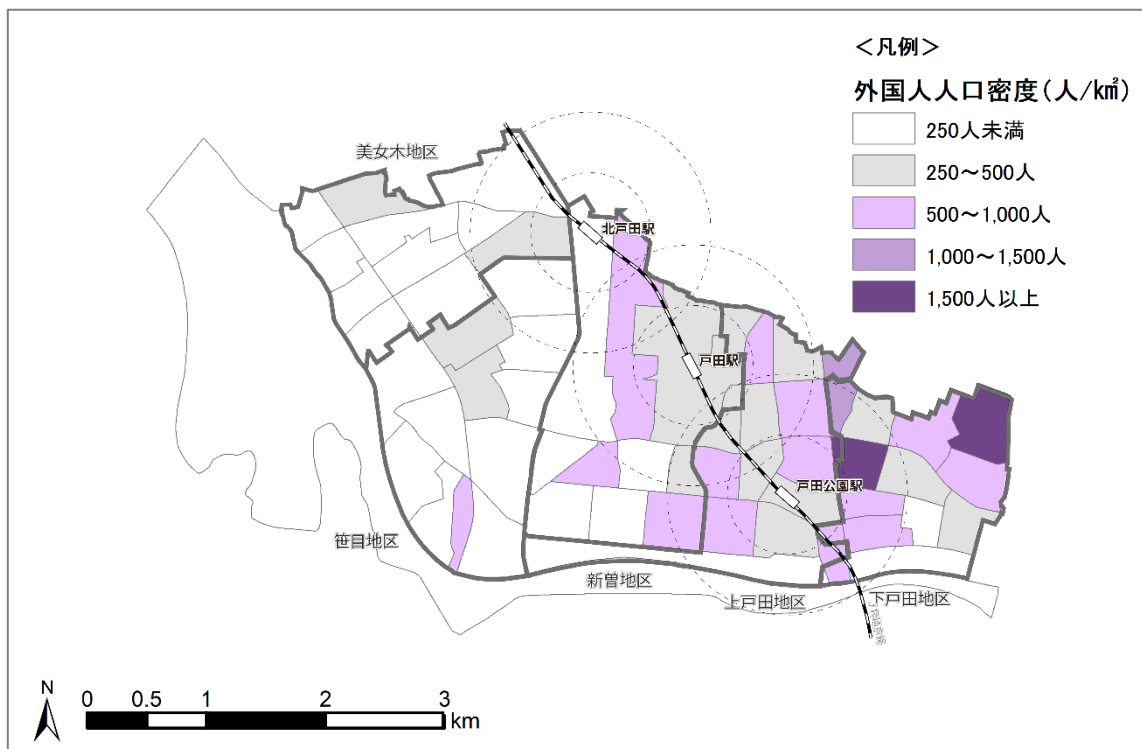 <凡例>
外国人人口密度(人/㎢)
250人未満
250~500人
500~1,000人
1,000~1,500人
1,500人以上
美女木地区
北戸田駅
戸田駅
戸田公園駅
笹目地区
新曽地区
上戸田地区
下戸田地区
N
0 0.5 1 2 3
km